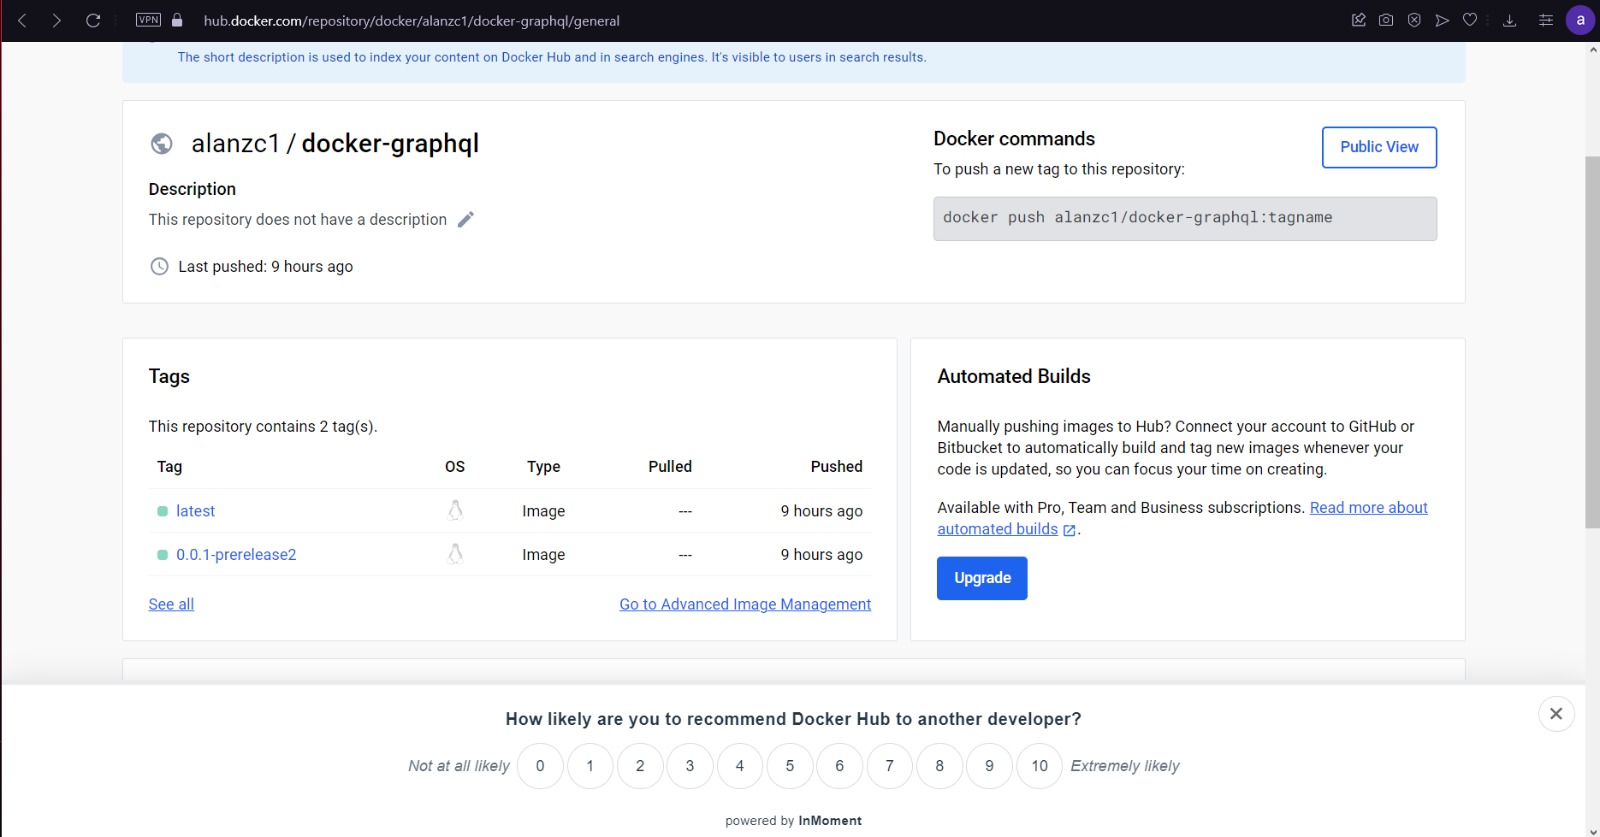 VPN
hub.docker.com/repository/docker/alanzc1/docker-graphql/general
a
The short description is used to index your content on Docker Hub and in search engines. It's visible to users in search results.
alanzc1 / docker-graphql
Description
This repository does not have a description
Last pushed: 9 hours ago
Docker commands
To push a new tag to this repository:
Public View
docker push alanzc1/docker-graphql:tagname
Tags
This repository contains 2 tag(s).
Tag OS Type Pulled Pushed
latest Image --- 9 hours ago
0.0.1-prerelease2 Image --- 9 hours ago
See all
Go to Advanced Image Management
Automated Builds
Manually pushing images to Hub? Connect your account to GitHub or
Bitbucket to automatically build and tag new images whenever your
code is updated, so you can focus your time on creating.
Available with Pro, Team and Business subscriptions. Read more about
automated builds .
Upgrade
How likely are you to recommend Docker Hub to another developer?
Not at all likely 0 1 2 3 4 5 6 7 8 9 10 Extremely likely
powered by InMoment